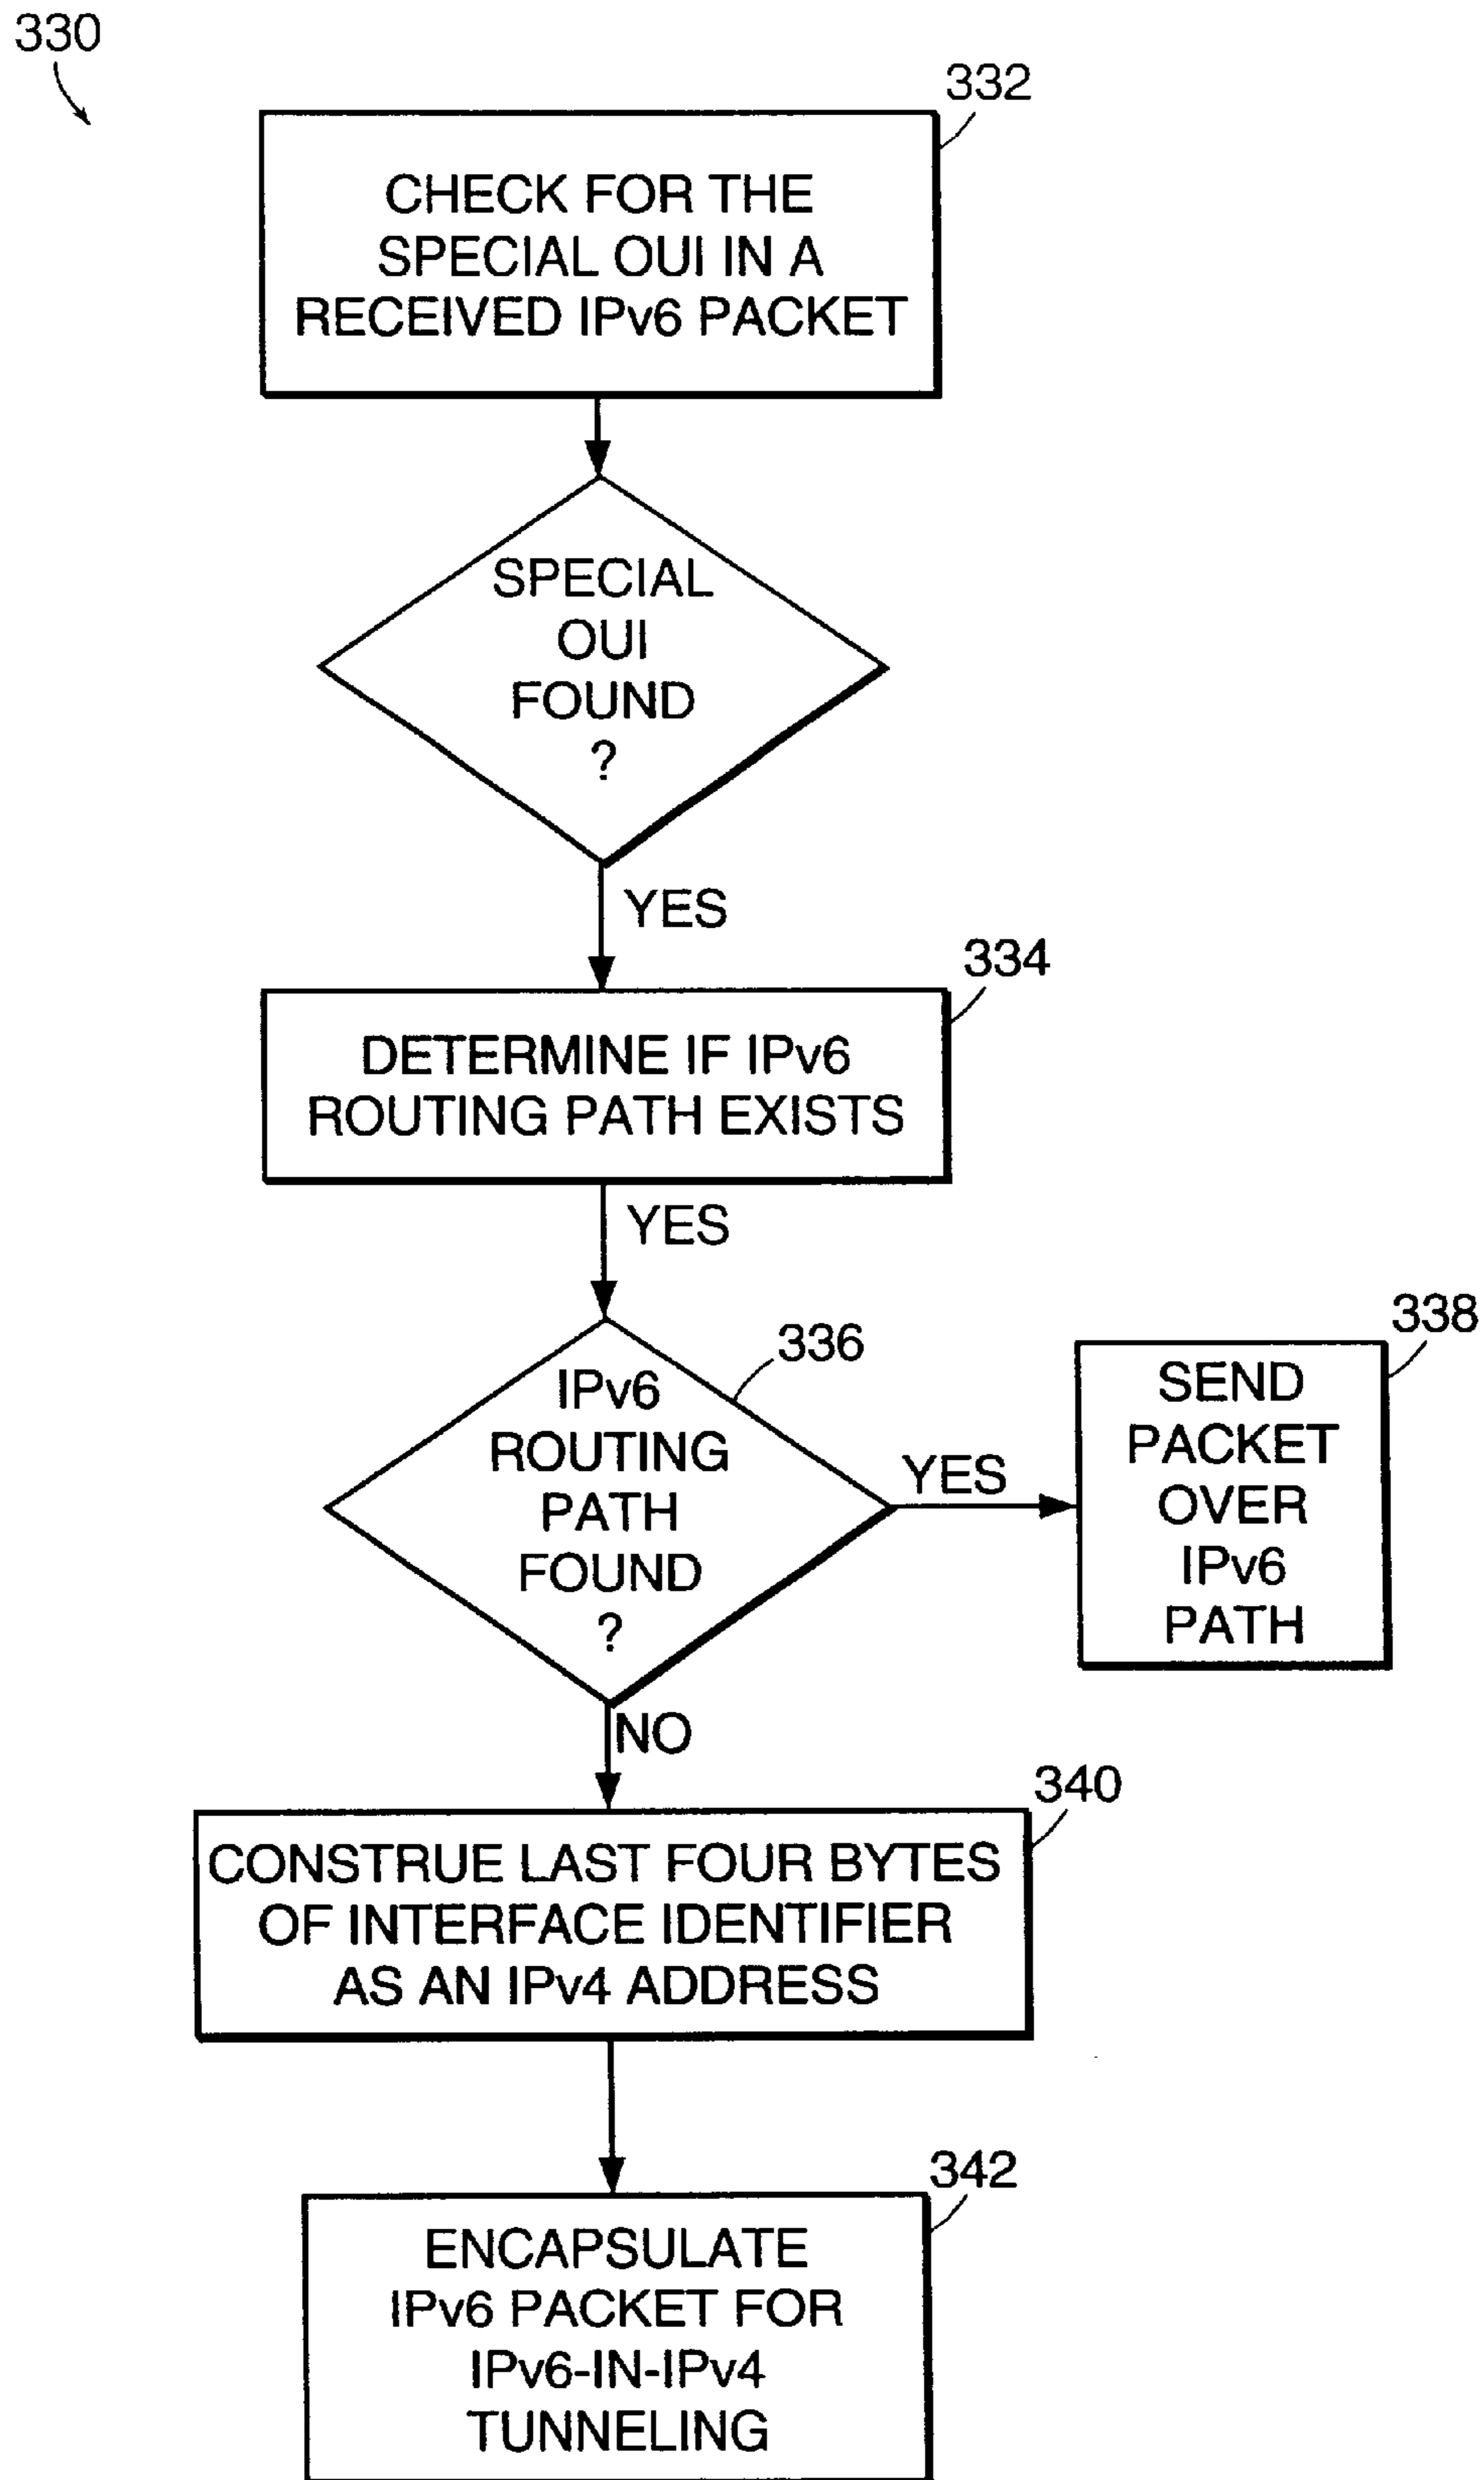 330
332
CHECK FOR THE
SPECIAL OUI IN A
RECEIVED IPv6 PACKET
SPECIAL
OUI
FOUND
?
YES
334
DETERMINE IF IPv6
ROUTING PATH EXISTS
YES
336
IPv6
ROUTING
PATH
FOUND
?
YES
338
SEND
PACKET
OVER
IPv6
PATH
NO
340
CONSTRUE LAST FOUR BYTES
OF INTERFACE IDENTIFIER
AS AN IPv4 ADDRESS
342
ENCAPSULATE
IPv6 PACKET FOR
IPv6-IN-IPv4
TUNNELING